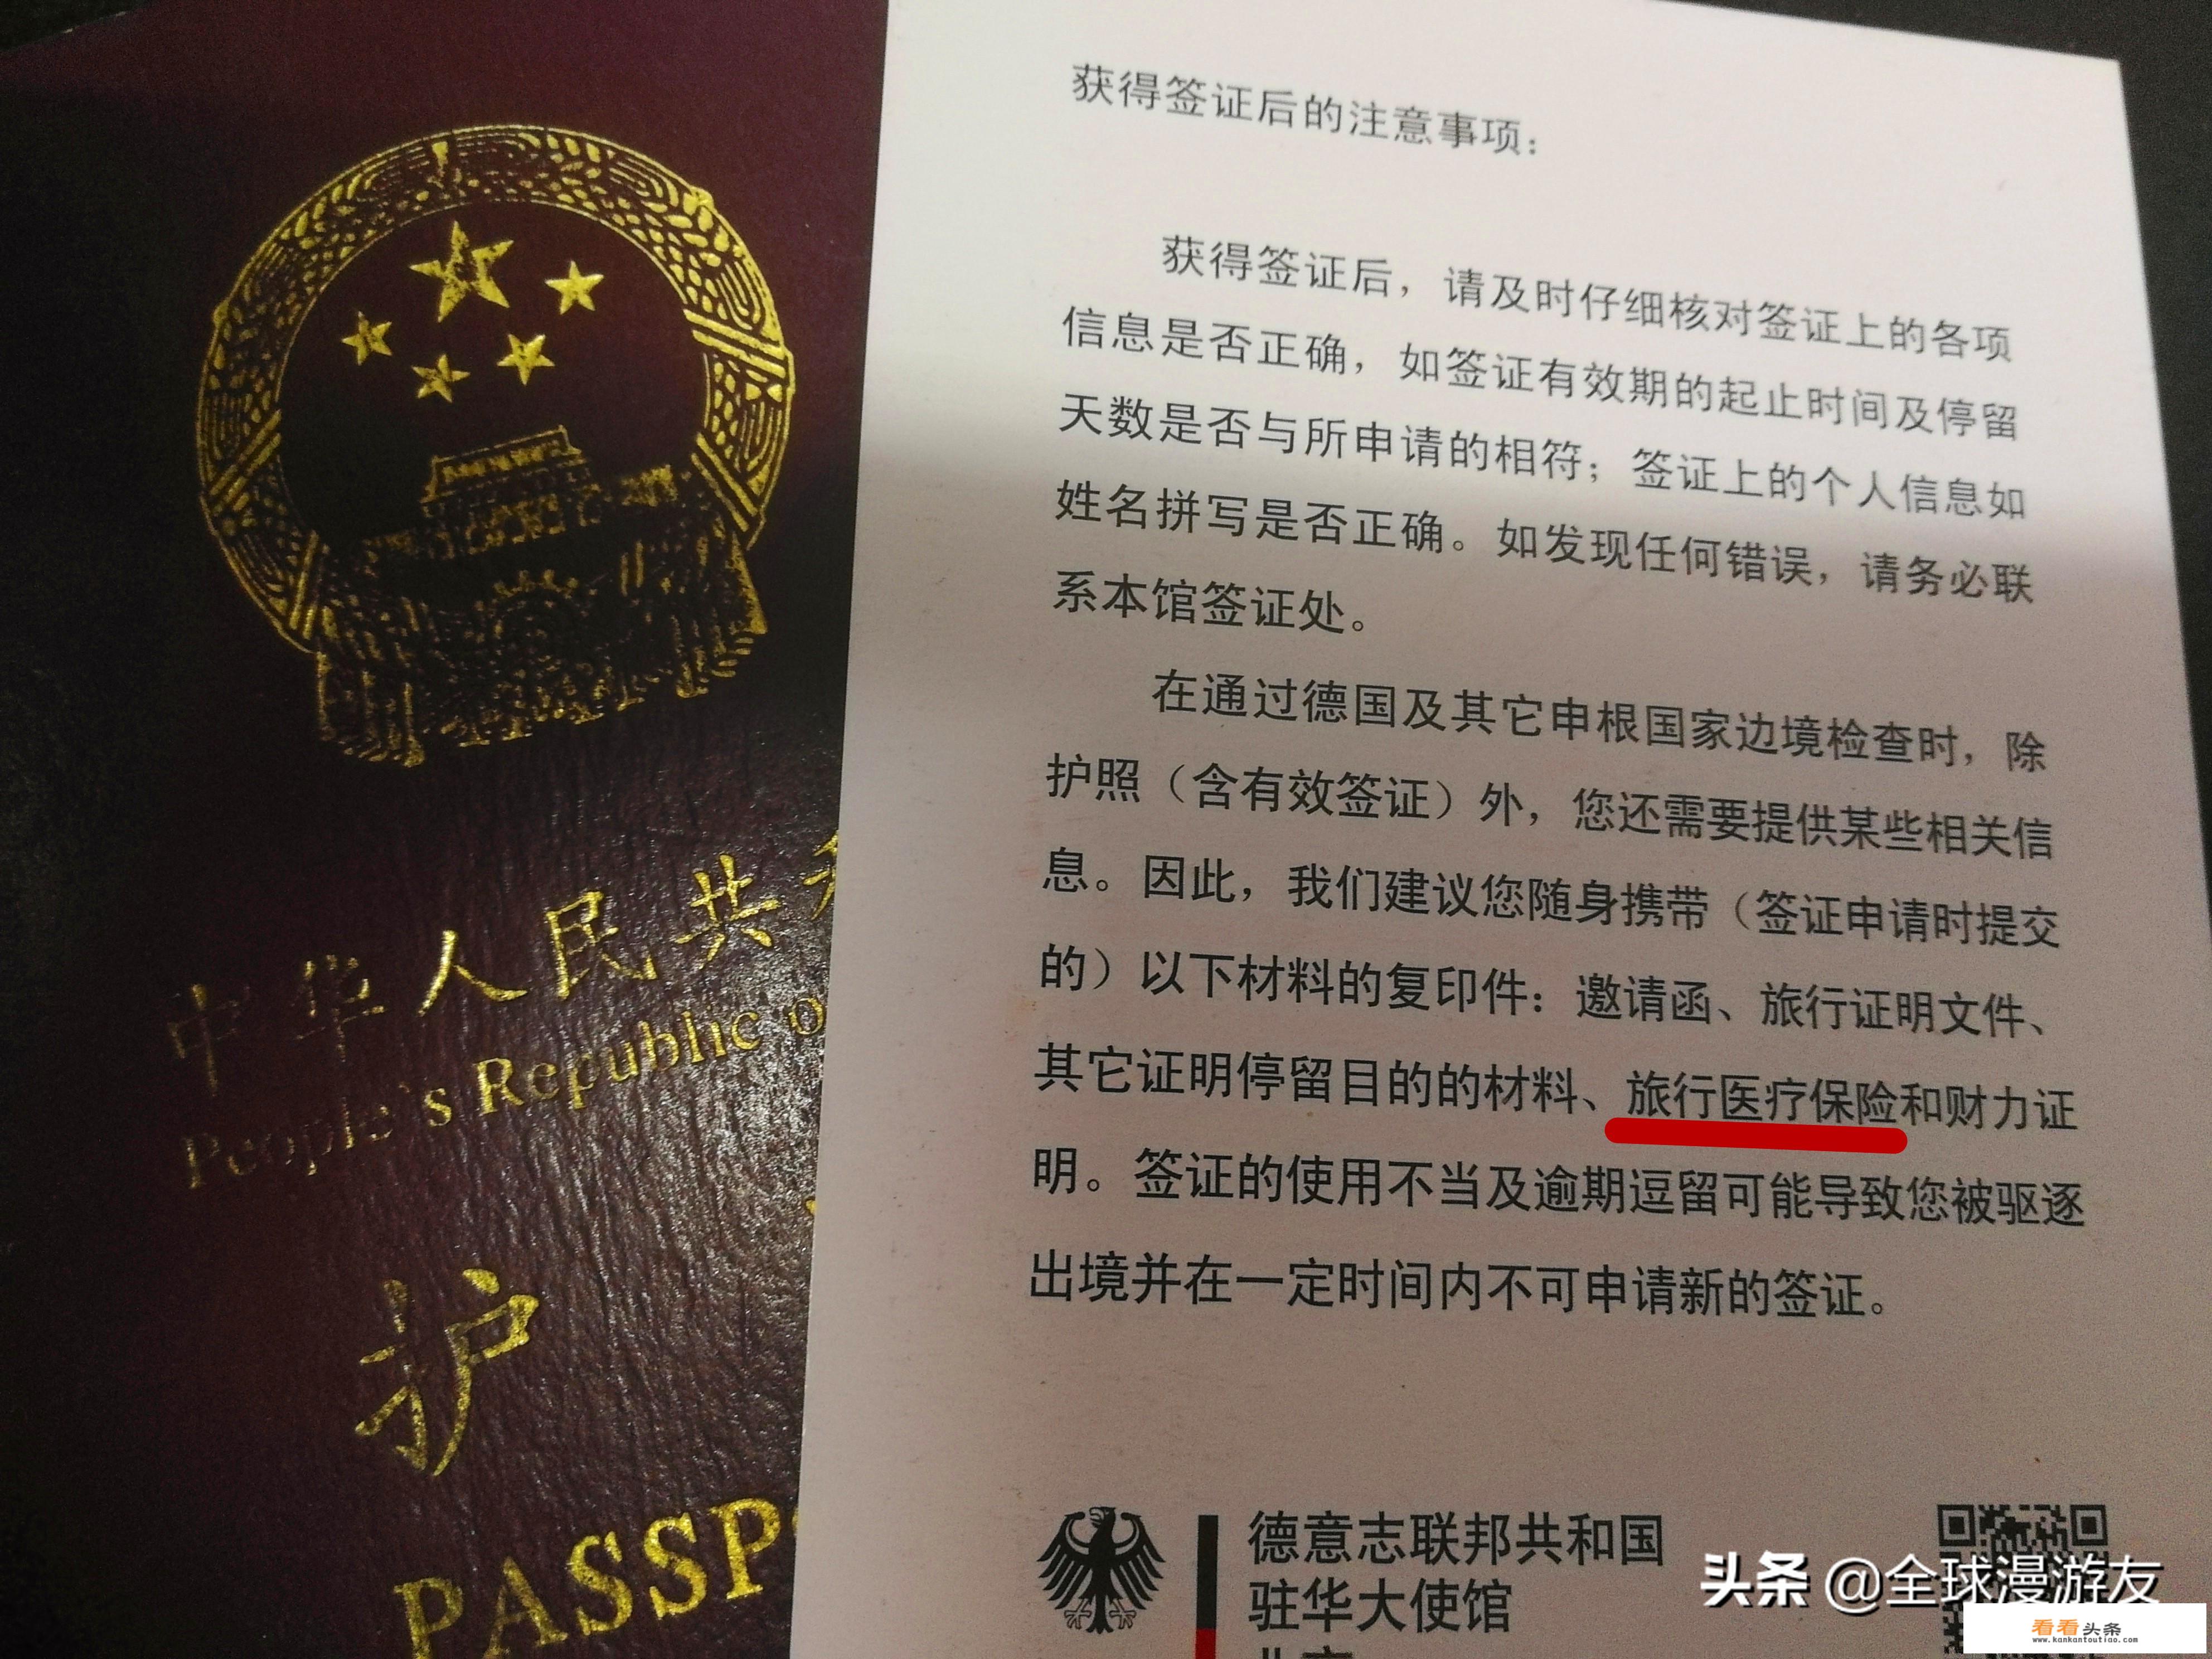 中华人民共
People's Republic o
护
PASSP
获得签证后的注意事项：
获得签证后，请及时仔细核对签证上的各项
信息是否正确，如签证有效期的起止时间及停留
天数是否与所申请的相符；签证上的个人信息如
姓名拼写是否正确。如发现任何错误，请务必联
系本馆签证处。
在通过德国及其它申根国家边境检查时，除
护照（含有效签证）外，您还需要提供某些相关信
息。因此，我们建议您随身携带（签证申请时提交
的）以下材料的复印件：邀请函、旅行证明文件、
其它证明停留目的的材料、旅行医疗保险和财力证
明。签证的使用不当及逾期逗留可能导致您被驱逐
出境并在一定时间内不可申请新的签证。
德意志联邦共和国
驻华大使馆
头条 @全球漫游友
看看头条
www.kankantoutiao.com